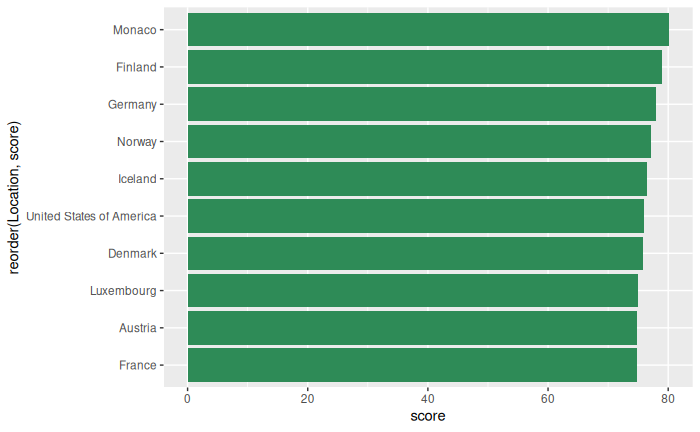 reorder(Location, score)
Monaco
Finland
Germany
Norway
Iceland
United States of America
Denmark
Luxembourg
Austria
France
0 20 40 60 80
score